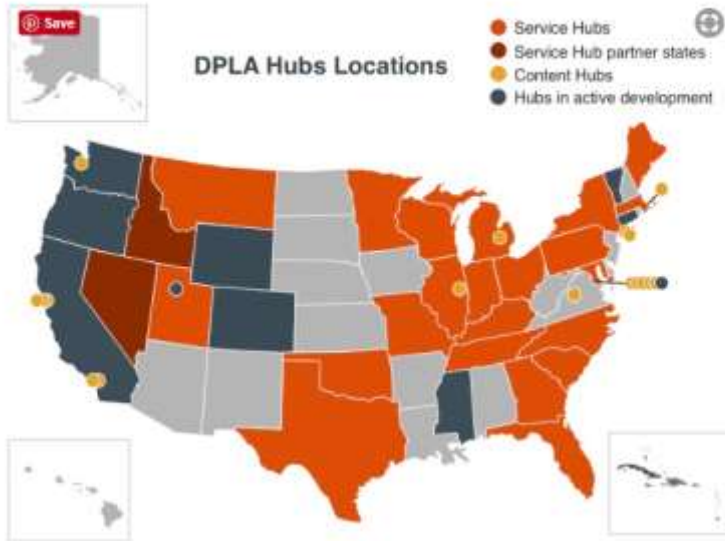 Save
DPLA Hubs Locations
Service Hubs
Service Hub partner states
Content Hubs
Hubs in active development